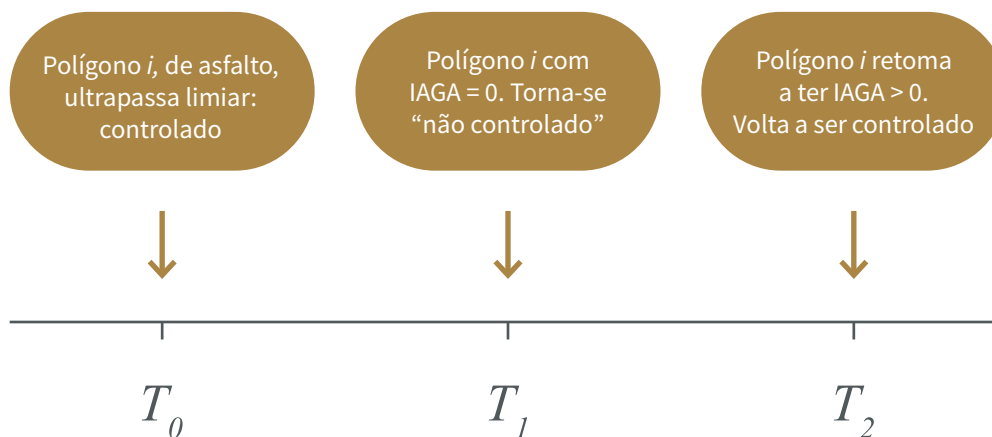 Polígono i, de asfalto,
ultrapassa limiar:
controlado
Polígono i com
IAGA = 0. Torna-se
“não controlado”
Polígono i retoma
a ter IAGA > 0.
Volta a ser controlado
T0
T1
T2